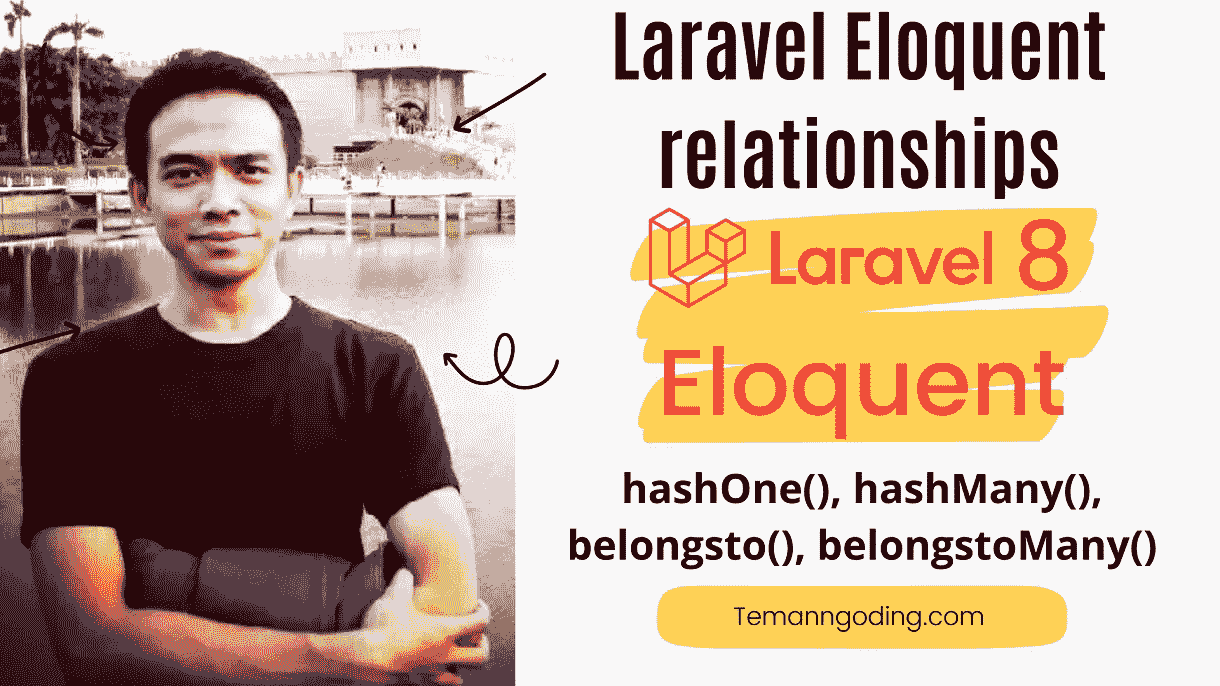 Laravel Eloquent
relationships
Laravel 8
Eloquent
hashOne(), hashMany(),
belongsto(), belongstoMany()
Temanngoding.com